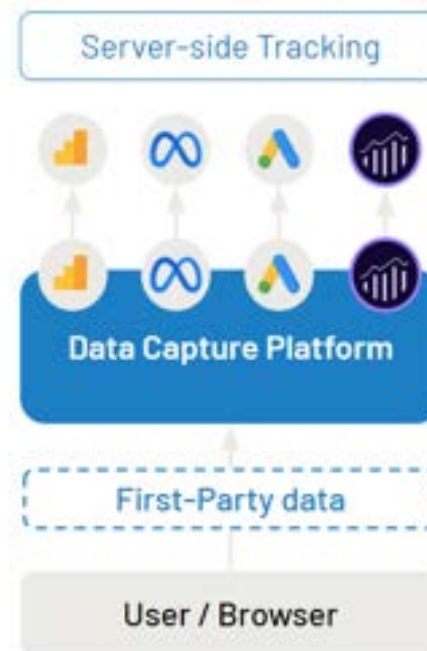 Server-side Tracking
Data Capture Platform
First-Party data
User / Browser